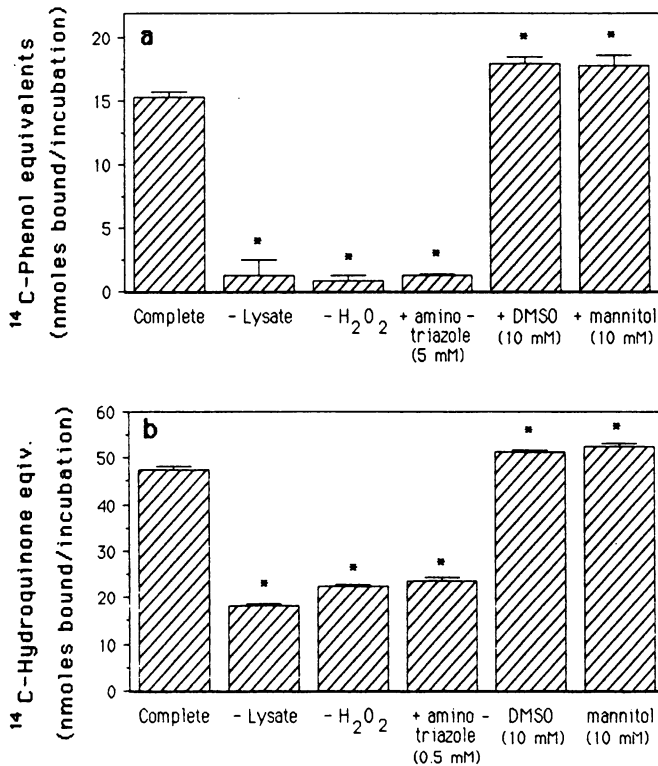 a
20
15
10
5
0
¹⁴C-Phenol equivalents
(nmoles bound/incubation)
* * * * *
Complete - Lysate - H₂O₂ + amino - + DMSO + mannitol
triazole (10 mM) (10 mM)
(5 mM)
b
60
50
40
30
20
10
0
¹⁴C-Hydroquinone eqiv.
(nmoles bound/incubation)
* * * * *
Complete - Lysate - H₂O₂ + amino - DMSO mannitol
triazole (10 mM) (10 mM)
(0.5 mM)